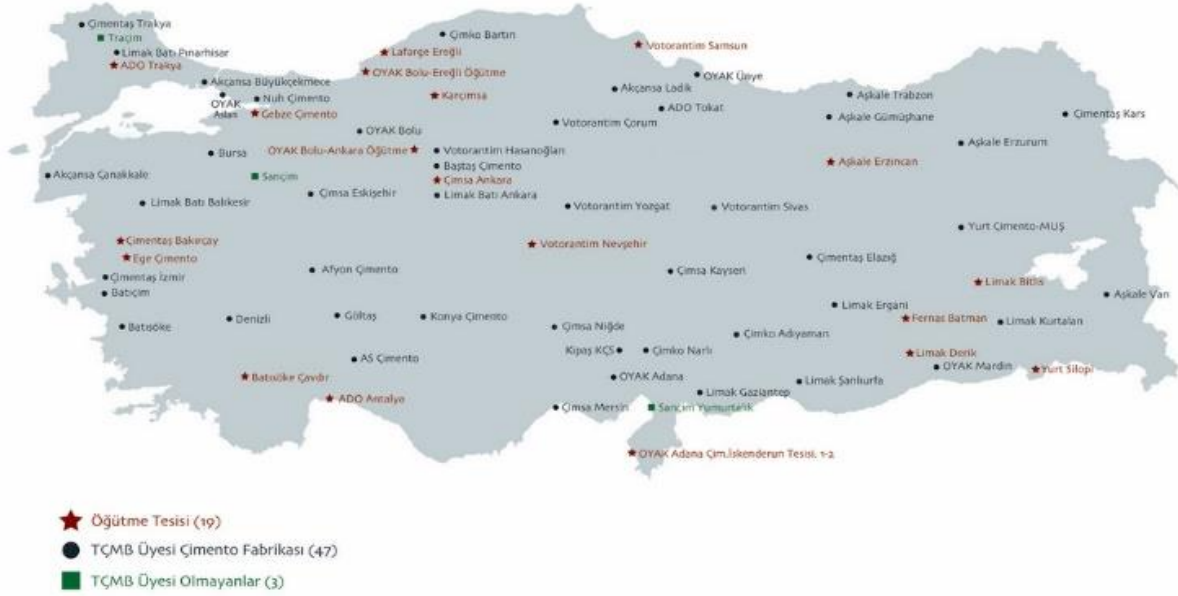 Çimentaş Trakya
Traçim
Limak Batı Pınarhisar
ADO Trakya
Çimko Bartın
Lafarge Ereğli
Votorantim Samsun
OYAK Bolu-Ereğli Öğütme
OYAK Ünye
Akçansa Büyükçekmece
Akçansa Ladik
OYAK
Aslan
Nuh Çimento
Karçimsa
Aşkale Trabzon
Gebze Çimento
ADO Tokat
Aşkale Gümüşhane
Çimentaş Kars
Votorantim Çorum
OYAK Bolu
Aşkale Erzurum
Bursa
OYAK Bolu-Ankara Öğütme
Votorantim Hasanoğlan
Baştaş Çimento
Aşkale Erzincan
Akçansa Çanakkale
Sançim
Çimsa Ankara
Çimsa Eskişehir
Limak Batı Ankara
Limak Batı Balıkesir
Votorantim Yozgat
Votorantim Sivas
Yurt Çimento-MUŞ
Çimentaş Bakırçay
Votorantim Nevşehir
Ege Çimento
Çimentaş Elazığ
Afyon Çimento
Çimsa Kayseri
Çimentaş İzmir
Limak Bitlis
Batıçim
Aşkale Van
Limak Ergani
Batısöke
Denizli
Göltaş
Konya Çimento
Fernas Batman
Limak Kurtalan
Çimsa Niğde
Çimko Adıyaman
Kipaş KÇS
Çimko Narlı
AS Çimento
Limak Derik
OYAK Mardin
Yurt Silopi
Batısöke Çavdır
OYAK Adana
Limak Şanlıurfa
Limak Gaziantep
ADO Antalya
Çimsa Mersin
Sançim Yumurtalık
OYAK Adana Çim.İskenderun Tesisi. 1-2
Öğütme Tesisi (19)
TÇMB Üyesi Çimento Fabrikası (47)
TÇMB Üyesi Olmayanlar (3)